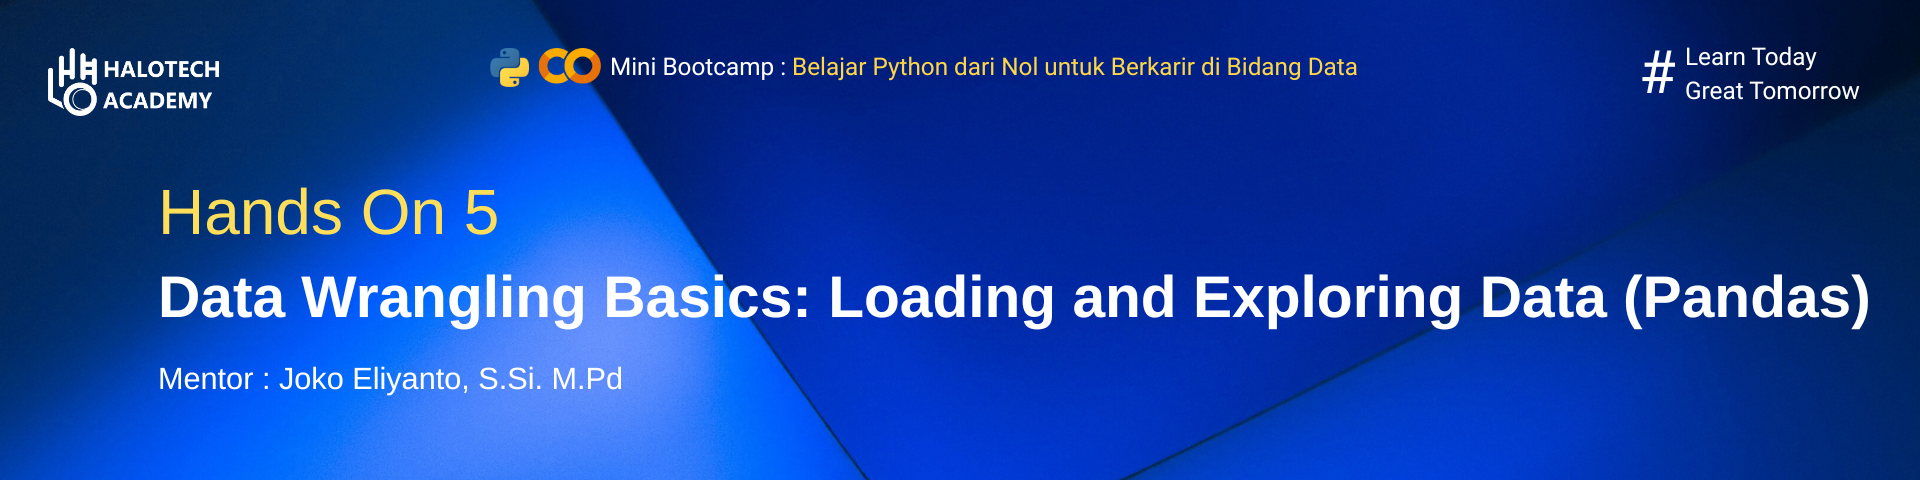 HALOTECH
ACADEMY
Mini Bootcamp : Belajar Python dari Nol untuk Berkarir di Bidang Data
# Learn Today
Great Tomorrow
Hands On 5
Data Wrangling Basics: Loading and Exploring Data (Pandas)
Mentor : Joko Eliyanto, S.Si. M.Pd